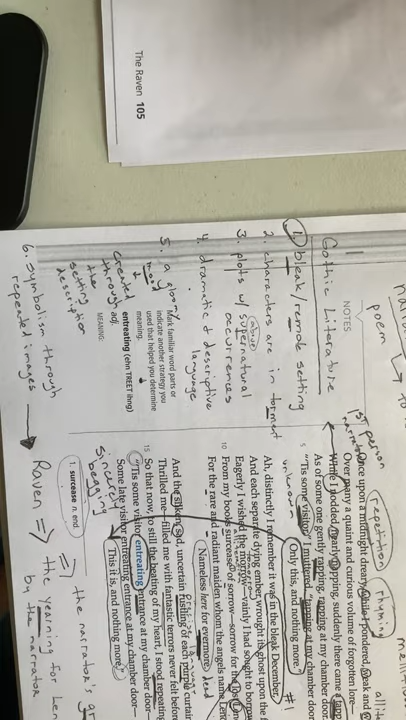 The Raven 105
poem
NOTES
Gothic Literature
1. bleak/remote setting
2. characters are in torment
3. plots w/ supernatural
occurrences
4. dramatic & descriptive
language
5. a gloomy
mood
created
through
the
setting or
descript
adj
6. symbolism through
repeated images
Mark familiar word parts or
indicate another strategy you
used that helped you determine
meaning.
entreating (ehn TREET ihng)
adj.
MEANING:
sincerely
begging
1st person
narrator
repetition
rhyming
Once upon a midnight dreary, while I pondered, weak and
Over many a quaint and curious volume of forgotten lore—
While I nodded, nearly napping, suddenly there came a
As of some one gently rapping, rapping at my chamber door.
5 "'Tis some visitor," I muttered, "tapping at my chamber door
Only this, and nothing more."
unknown
#1
Ah, distinctly I remember it was in the bleak December
And each separate dying ember wrought its ghost upon the
Eagerly I wished the morrow;—vainly I had sought to borrow
10 From my books surcease of sorrow—sorrow for the lost
For the rare and radiant maiden whom the angels name
Nameless here for evermore.
dead
And the silken, sad, uncertain rustling of each purple curtain
Thrilled me—filled me with fantastic terrors never felt before
15 So that now, to still the beating of my heart, I stood repeating
"'Tis some visitor entreating entrance at my chamber door—
Some late visitor entreating entrance at my chamber door—
This it is, and nothing more."
1. surcease n. end
=> the narrator's
Raven => the yearning for
by the narrator